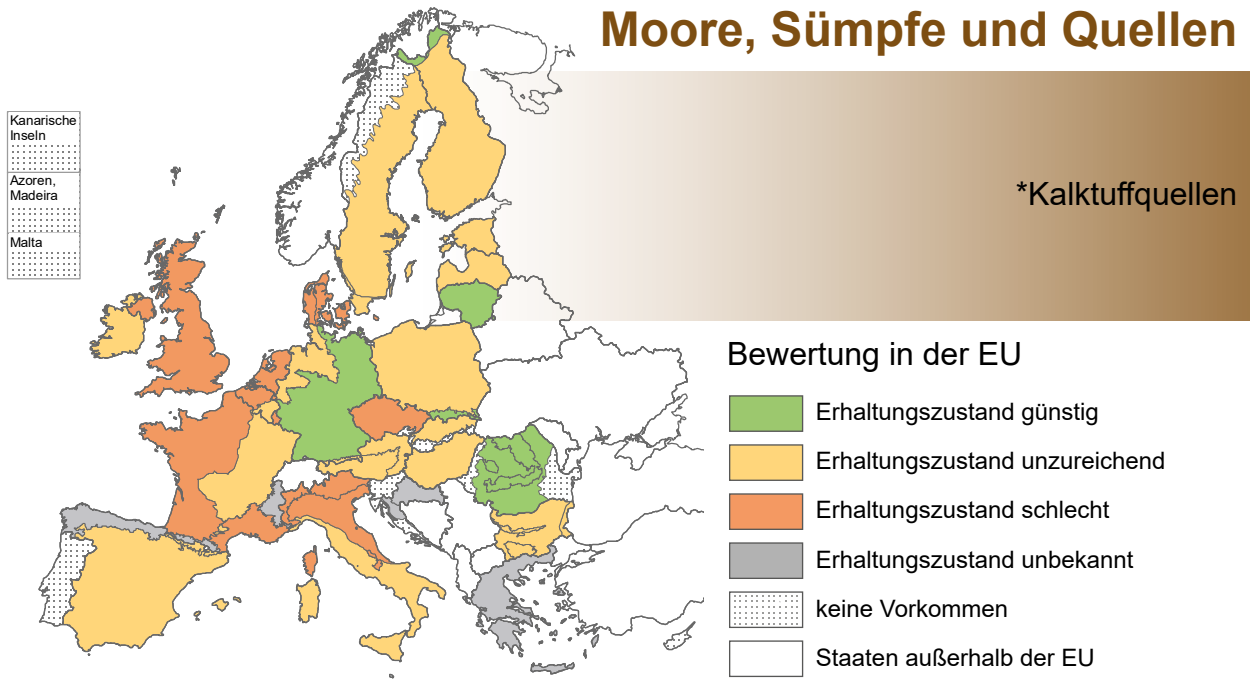 Moore, Sümpfe und Quellen
Kanarische
Inseln
Azoren,
Madeira
Malta
*Kalktuffquellen
Bewertung in der EU
Erhaltungszustand günstig
Erhaltungszustand unzureichend
Erhaltungszustand schlecht
Erhaltungszustand unbekannt
keine Vorkommen
Staaten außerhalb der EU